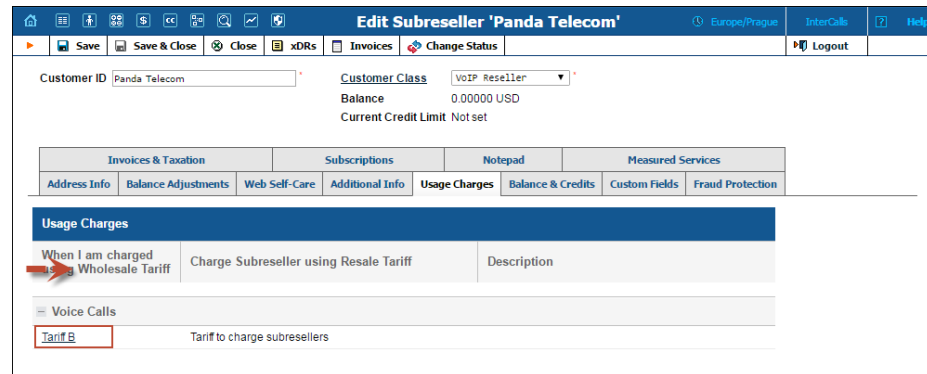 Edit Subreseller 'Panda Telecom' Europe/Prague InterCalls ? Help
Save Save & Close Close xDRs Invoices Change Status Logout
Customer ID Panda Telecom * Customer Class VoIP Reseller *
Balance 0.00000 USD
Current Credit Limit Not set
Invoices & Taxation Subscriptions Notepad Measured Services
Address Info Balance Adjustments Web Self-Care Additional Info Usage Charges Balance & Credits Custom Fields Fraud Protection
Usage Charges
When I am charged
using Wholesale Tariff Charge Subreseller using Resale Tariff Description
Voice Calls
Tariff B Tariff to charge subresellers